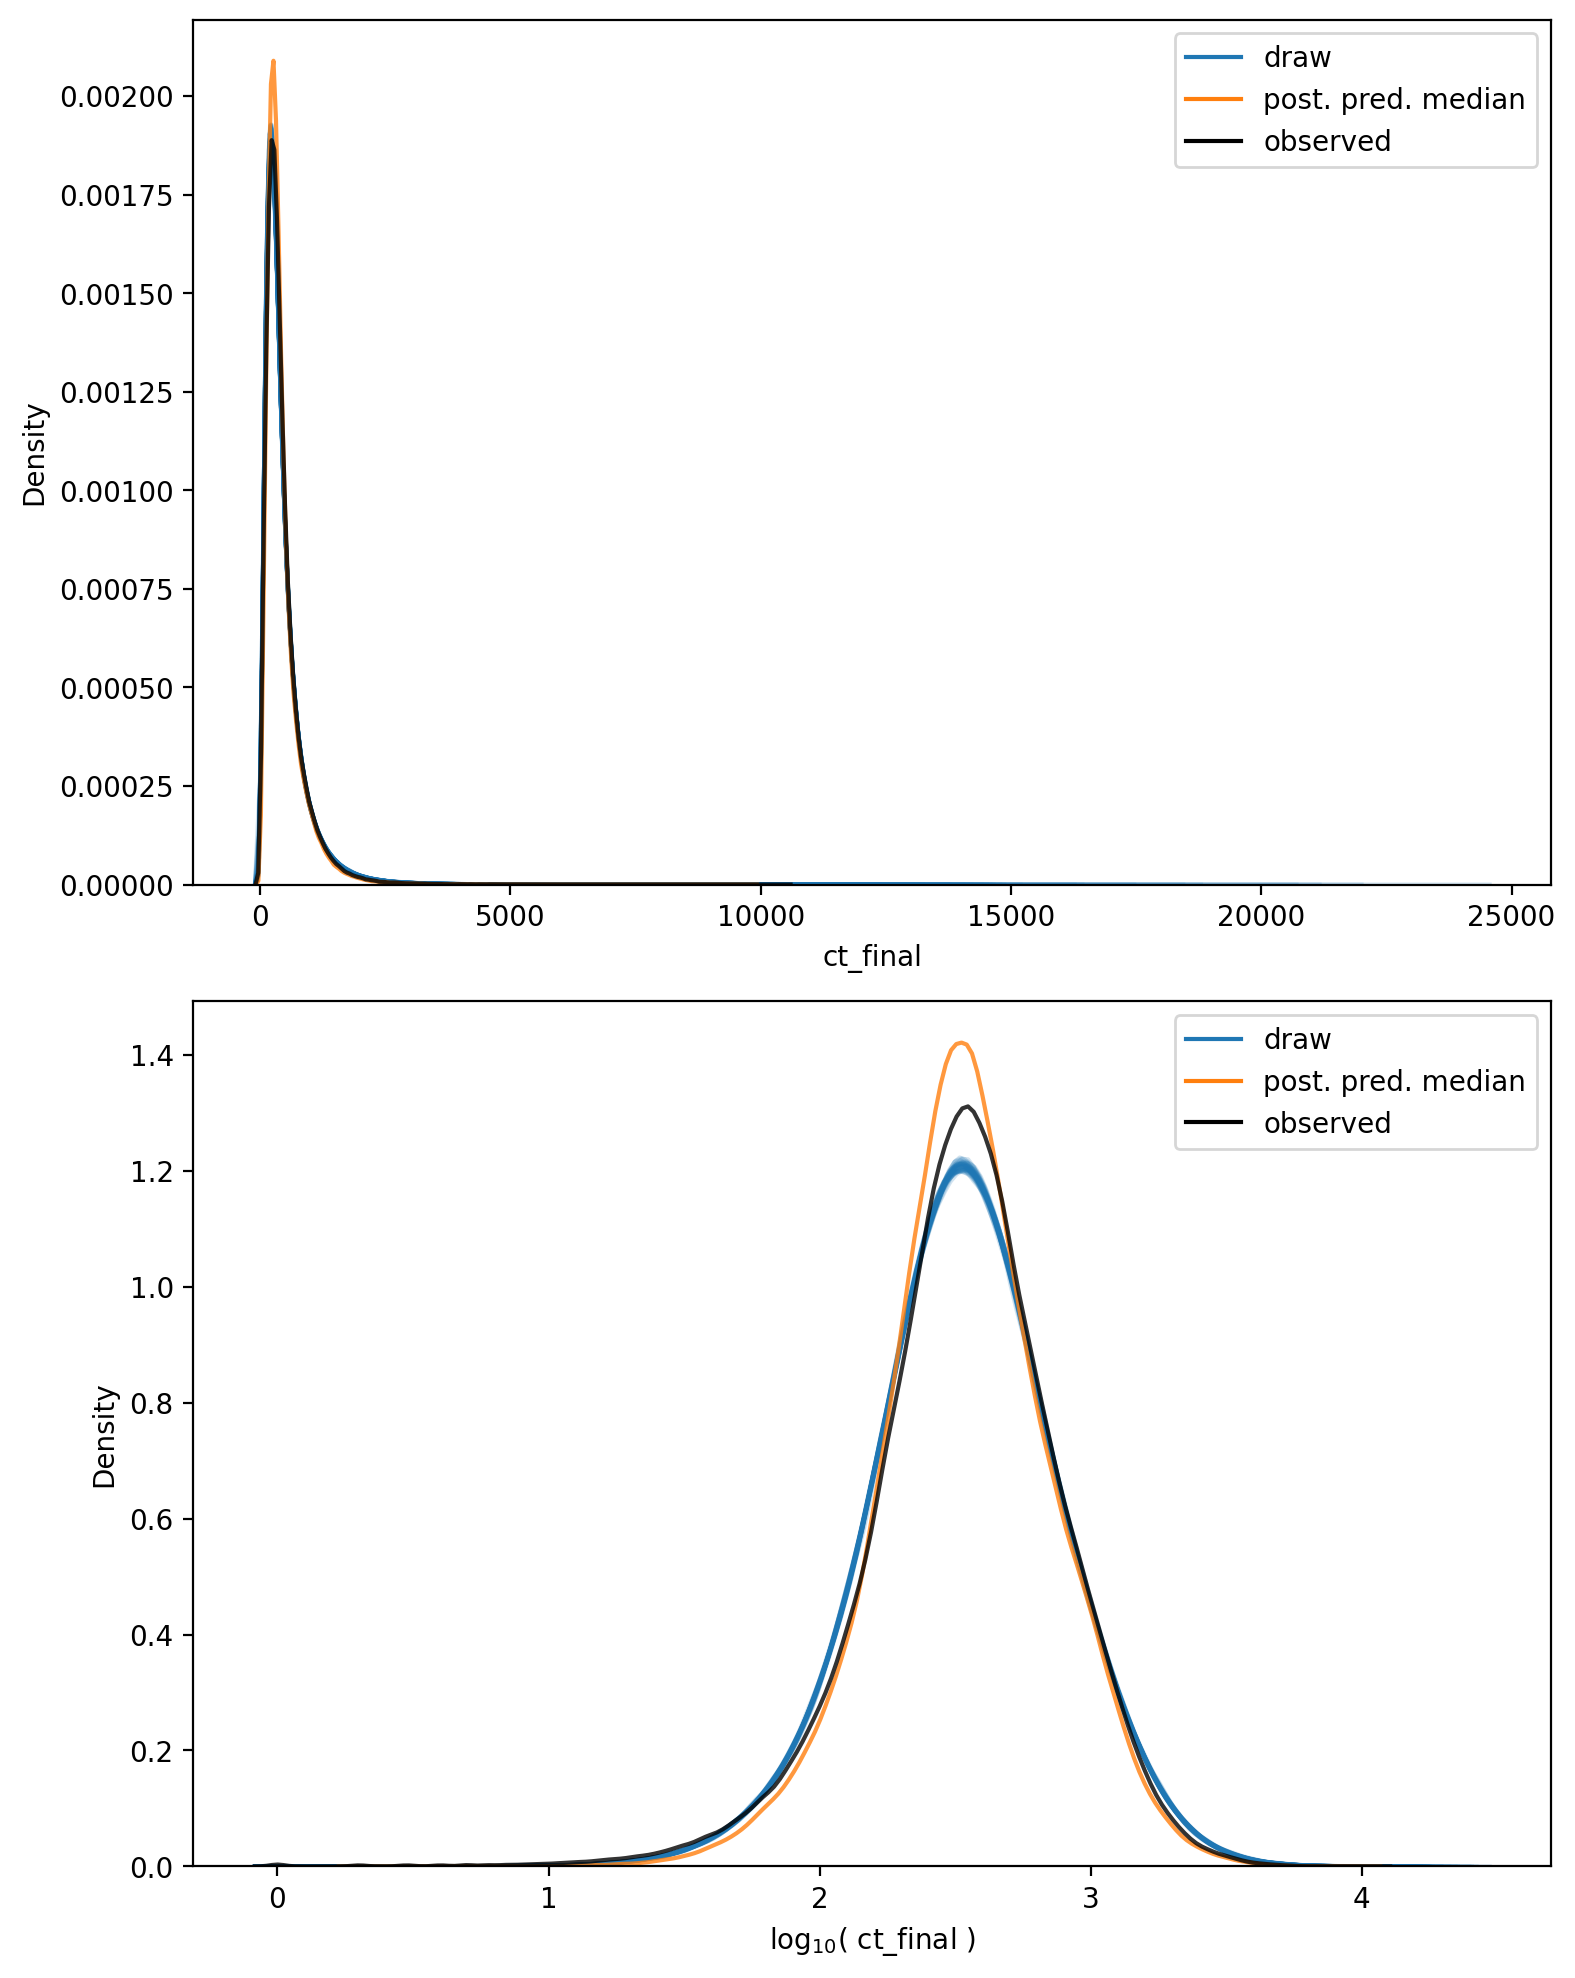 draw
post. pred. median
observed
0.00200
0.00175
0.00150
0.00125
0.00100
0.00075
0.00050
0.00025
0.00000
Density
0 5000 10000 15000 20000 25000
ct_final
draw
post. pred. median
observed
1.4
1.2
1.0
0.8
0.6
0.4
0.2
0.0
Density
0 1 2 3 4
log₁₀( ct_final )